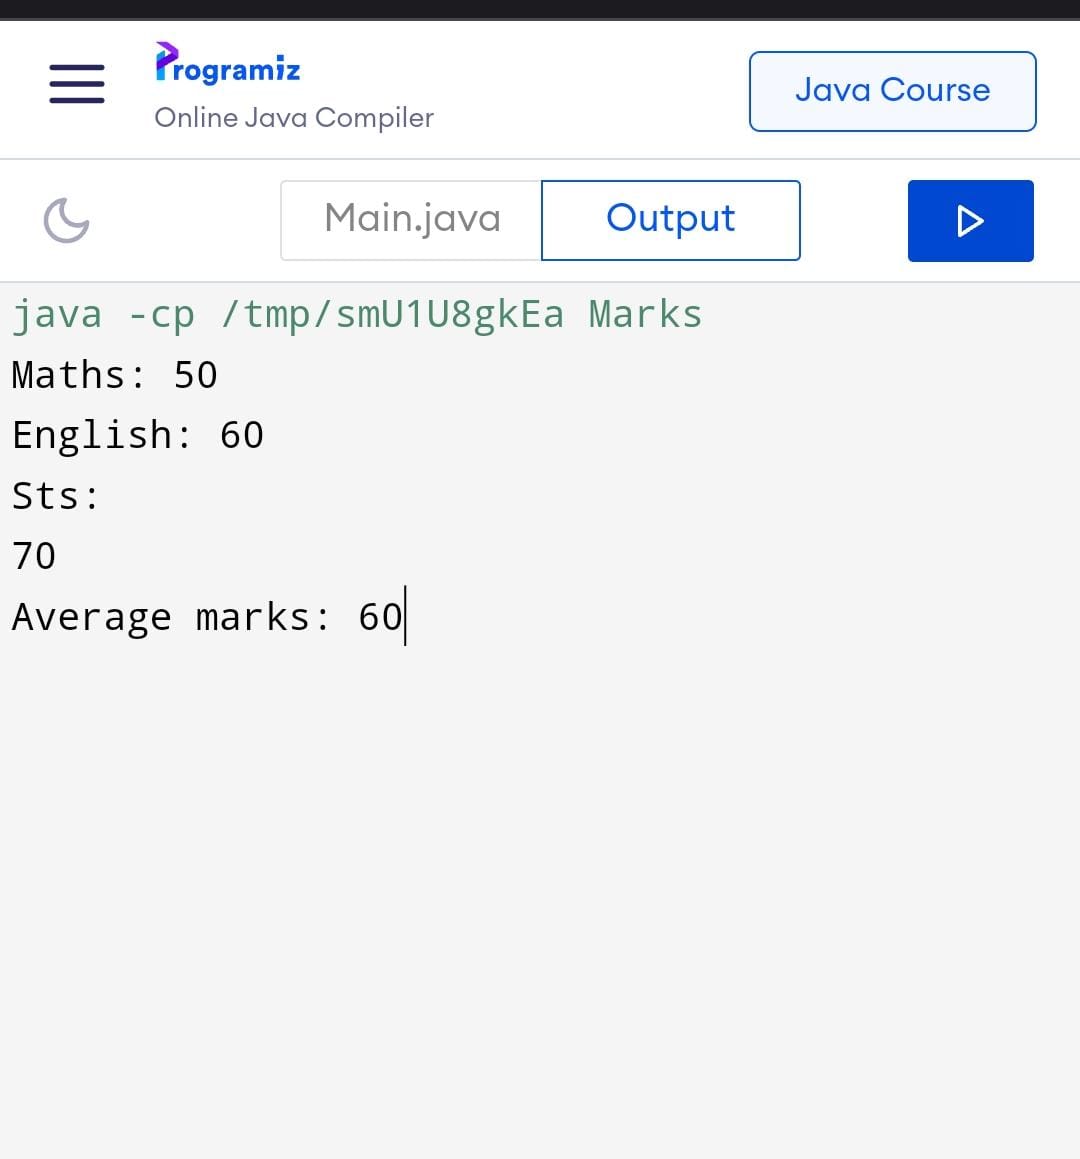 Programiz
Online Java Compiler
Java Course
Main.java
Output
java -cp /tmp/smU1U8gkEa Marks
Maths: 50
English: 60
Sts:
70
Average marks: 60